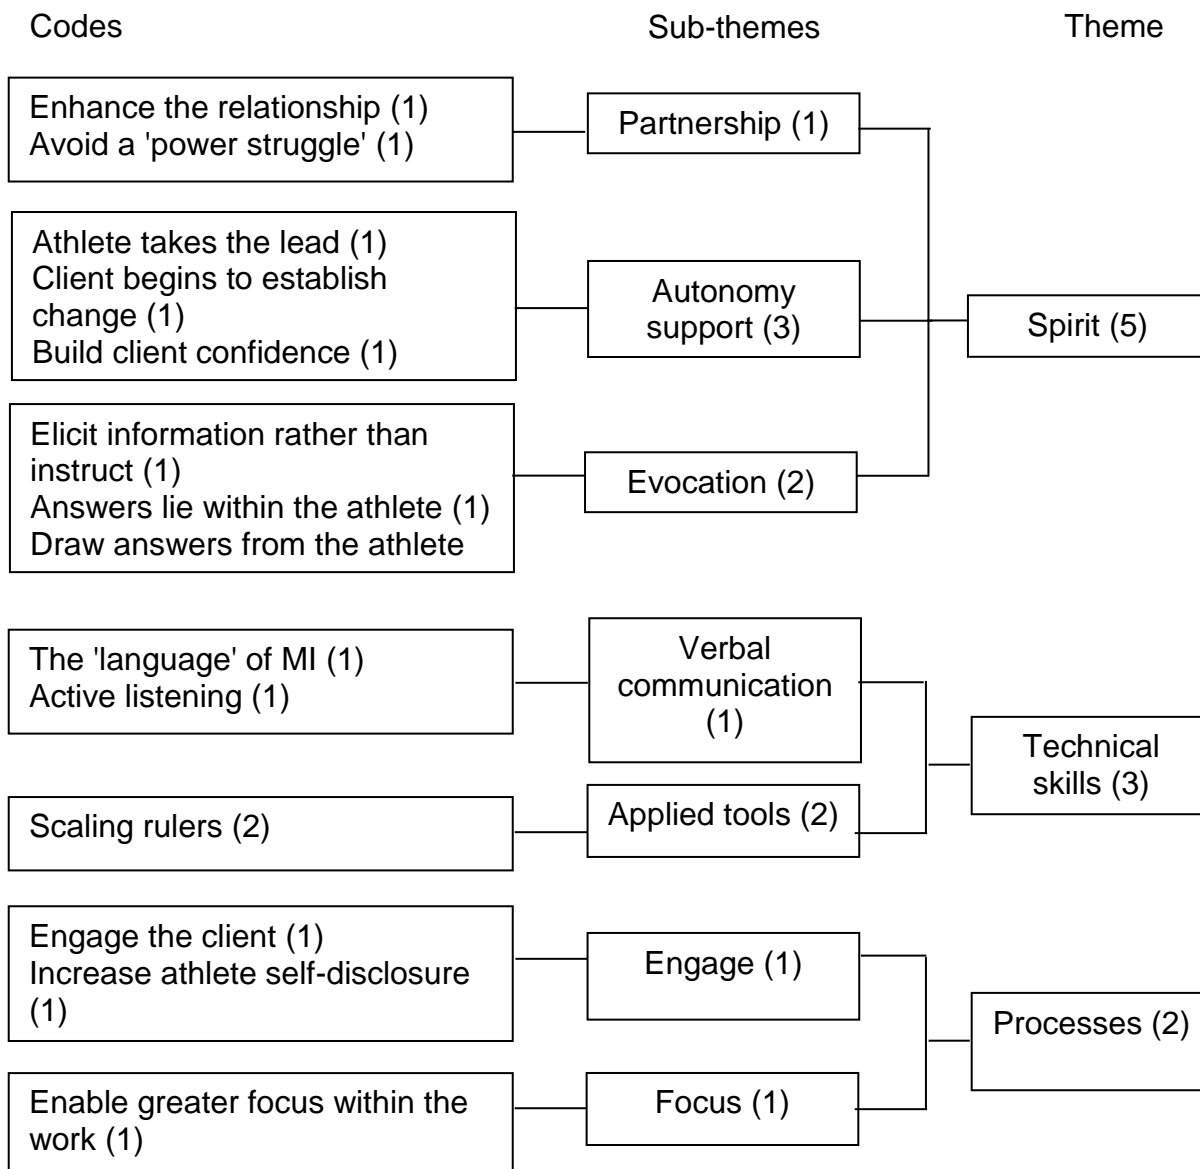 Codes
Sub-themes
Theme
Enhance the relationship (1)
Avoid a 'power struggle' (1)
Partnership (1)
Athlete takes the lead (1)
Client begins to establish
change (1)
Build client confidence (1)
Autonomy
support (3)
Spirit (5)
Elicit information rather than
instruct (1)
Answers lie within the athlete (1)
Draw answers from the athlete
Evocation (2)
The 'language' of MI (1)
Active listening (1)
Verbal
communication
(1)
Technical
skills (3)
Scaling rulers (2)
Applied tools (2)
Engage the client (1)
Increase athlete self-disclosure
(1)
Engage (1)
Processes (2)
Enable greater focus within the
work (1)
Focus (1)